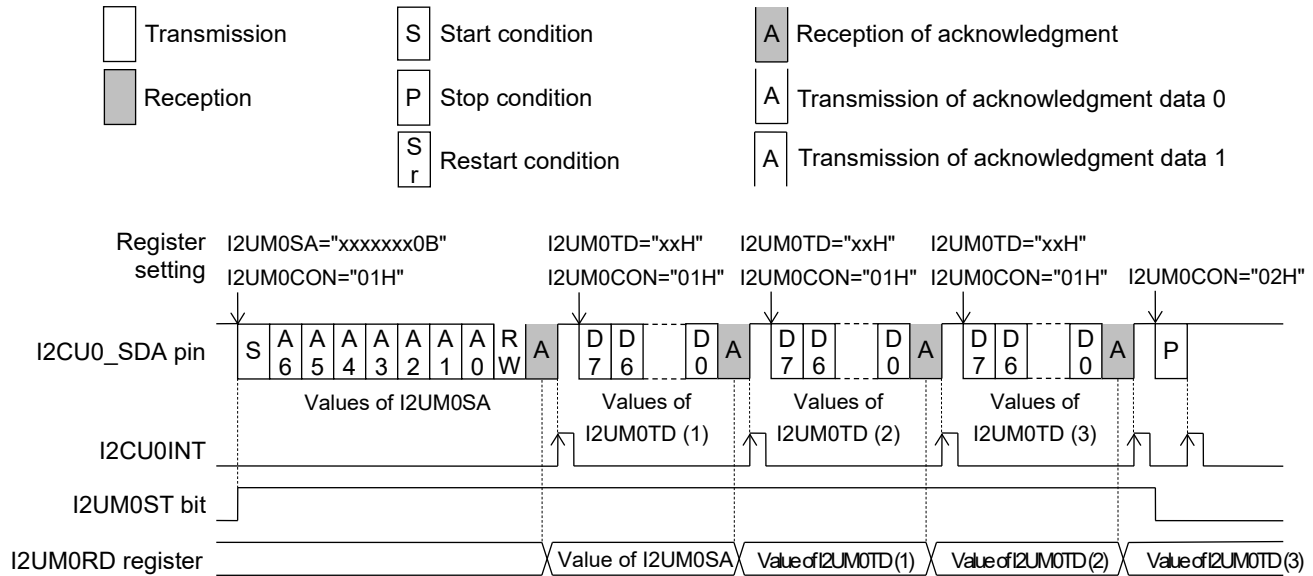 Transmission
S Start condition
A Reception of acknowledgment
Reception
P Stop condition
A Transmission of acknowledgment data 0
Sr Restart condition
A Transmission of acknowledgment data 1
Register setting
I2UM0SA="xxxxxxx0B"
I2UM0CON="01H"
I2UM0TD="xxH"
I2UM0CON="01H"
I2UM0TD="xxH"
I2UM0CON="01H"
I2UM0TD="xxH"
I2UM0CON="01H"
I2UM0CON="02H"
I2CU0_SDA pin
S A6 A5 A4 A3 A2 A1 A0 RW A D7 D6 D0 A D7 D6 D0 A D7 D6 D0 A P
Values of I2UM0SA
Values of
I2UM0TD (1)
Values of
I2UM0TD (2)
Values of
I2UM0TD (3)
I2CU0INT
I2UM0ST bit
I2UM0RD register
Value of I2UM0SA
Value of I2UM0TD (1)
Value of I2UM0TD (2)
Value of I2UM0TD (3)